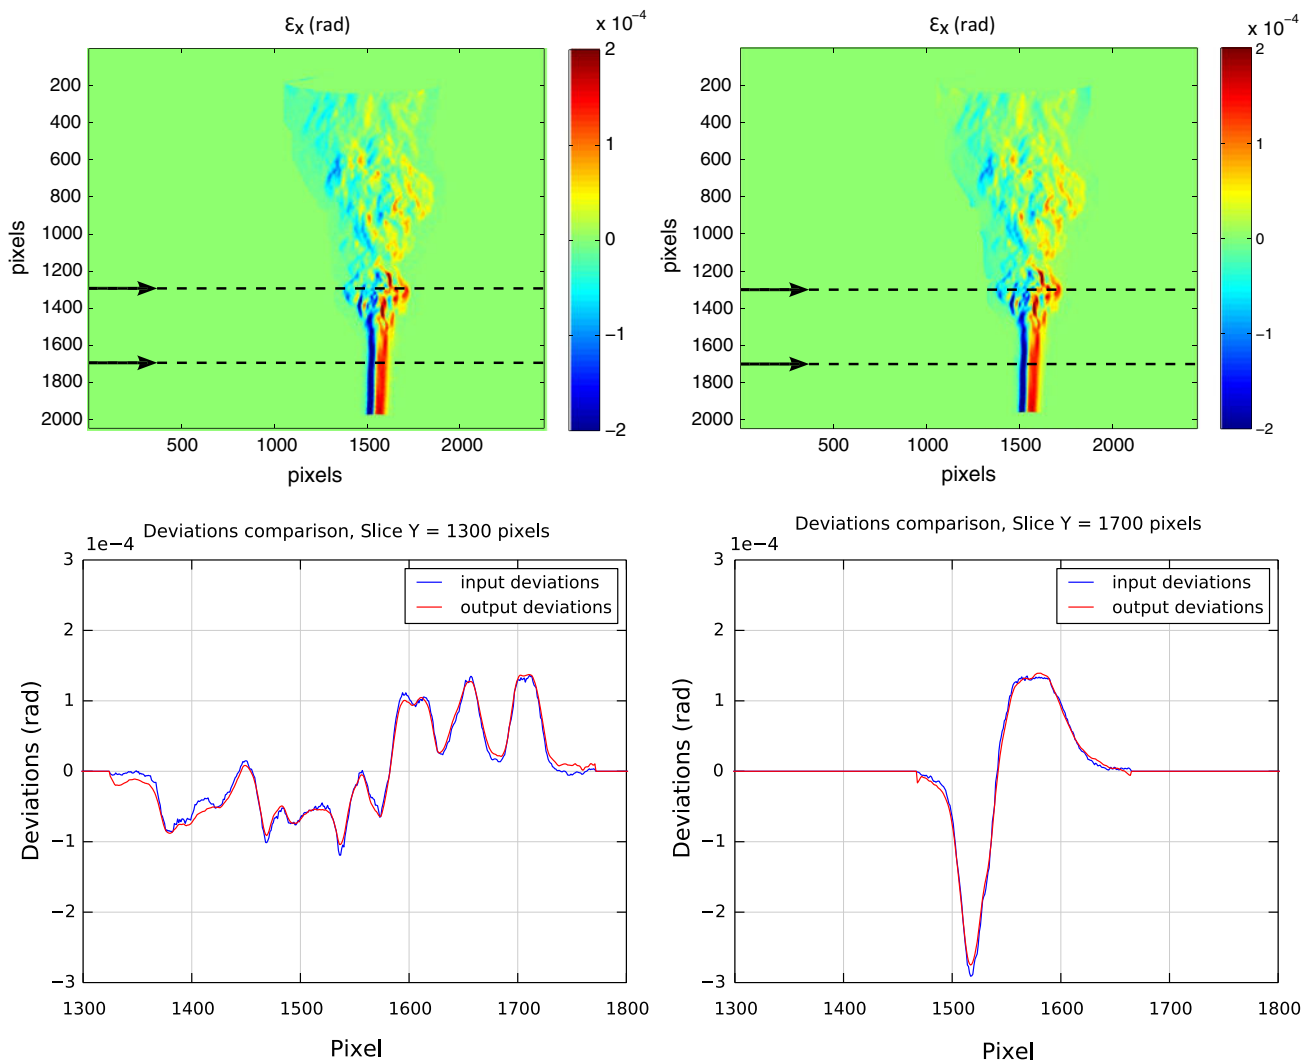 εx (rad)
x 10−4
200
400
600
800
1000
1200
1400
1600
1800
2000
pixels
500 1000 1500 2000
pixels
2
1
0
−1
−2
εx (rad)
x 10−4
200
400
600
800
1000
1200
1400
1600
1800
2000
pixels
500 1000 1500 2000
pixels
2
1
0
−1
−2
Deviations comparison, Slice Y = 1300 pixels
1e−4
3
2
1
0
−1
−2
−3
Deviations (rad)
input deviations
output deviations
1300 1400 1500 1600 1700 1800
Pixel
Deviations comparison, Slice Y = 1700 pixels
1e−4
3
2
1
0
−1
−2
−3
Deviations (rad)
input deviations
output deviations
1300 1400 1500 1600 1700 1800
Pixel